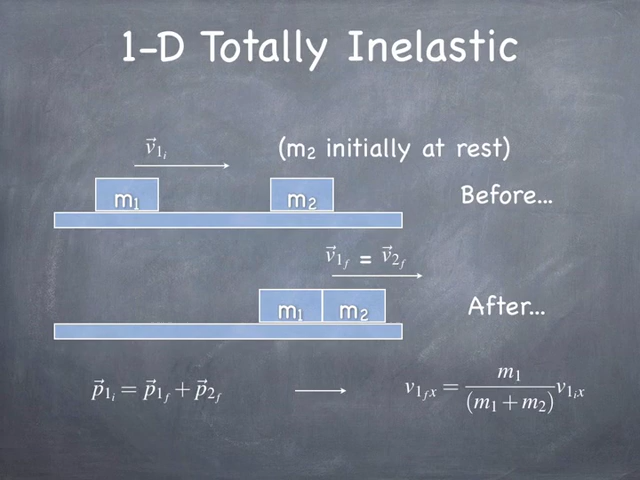 1-D Totally Inelastic
v⃗₁ᵢ
(m₂ initially at rest)
m₁ m₂
Before...
v⃗₁f = v⃗₂f
m₁ m₂
After...
p⃗₁ᵢ = p⃗₁f + p⃗₂f → v₁fx = m₁/(m₁ + m₂) v₁ᵢx